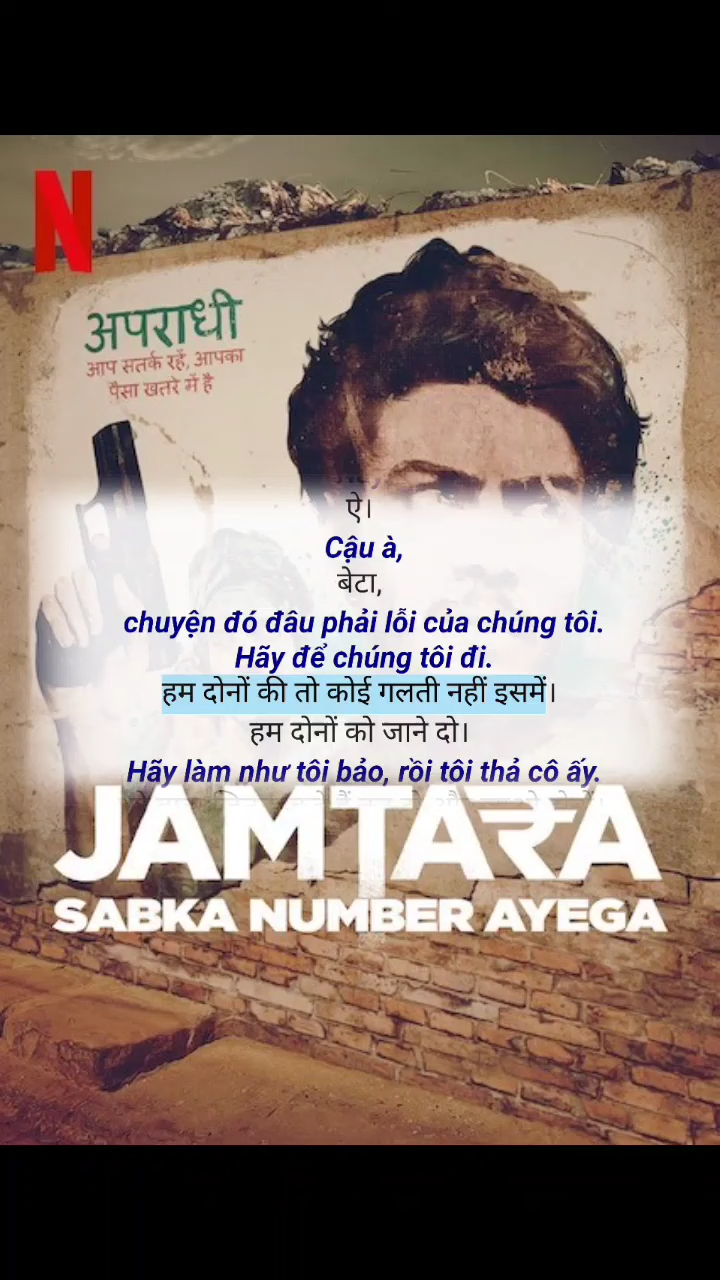 N
अपराधी
आप सतर्क रहें, आपका
पैसा खतरे में है
ऐ।
Cậu à,
बेटा,
chuyện đó đâu phải lỗi của chúng tôi.
Hãy để chúng tôi đi.
हम दोनों की तो कोई गलती नहीं इसमें।
हम दोनों को जाने दो।
Hãy làm như tôi bảo, rồi tôi thả cô ấy.
JAMTARA
SABKA NUMBER AYEGA